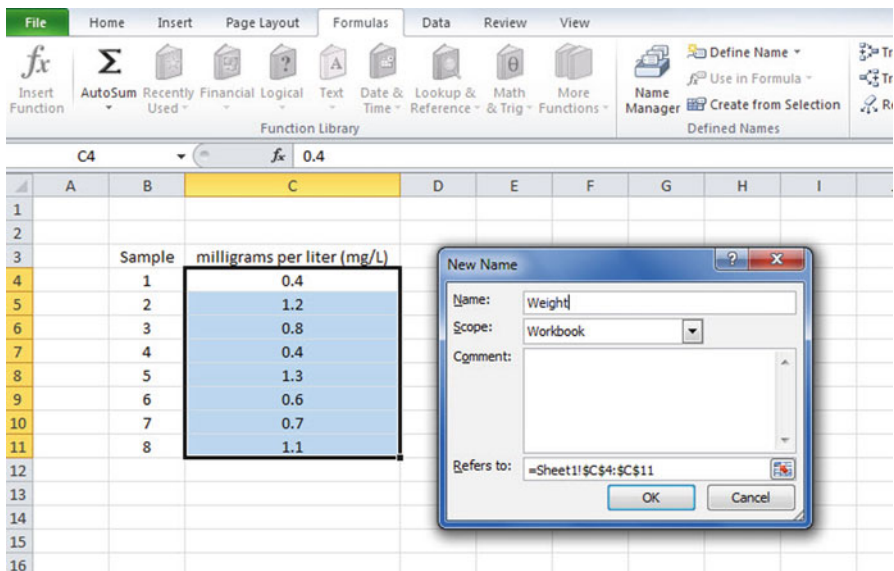 File Home Insert Page Layout Formulas Data Review View
fx Σ ? A θ
Insert Function AutoSum Recently Used Financial Logical Text Date & Time Lookup & Reference Math & Trig More Functions
Function Library
Name Manager
Define Name
fx Use in Formula
Create from Selection
Defined Names
Tr
Tr
C4 fx 0.4
A B C D E F G H I
1
2
3 Sample milligrams per liter (mg/L)
4 1 0.4
5 2 1.2
6 3 0.8
7 4 0.4
8 5 1.3
9 6 0.6
10 7 0.7
11 8 1.1
12
13
14
15
16
New Name ? X
Name: Weight
Scope: Workbook
Comment:
Refers to: =Sheet1!$C$4:$C$11
OK Cancel